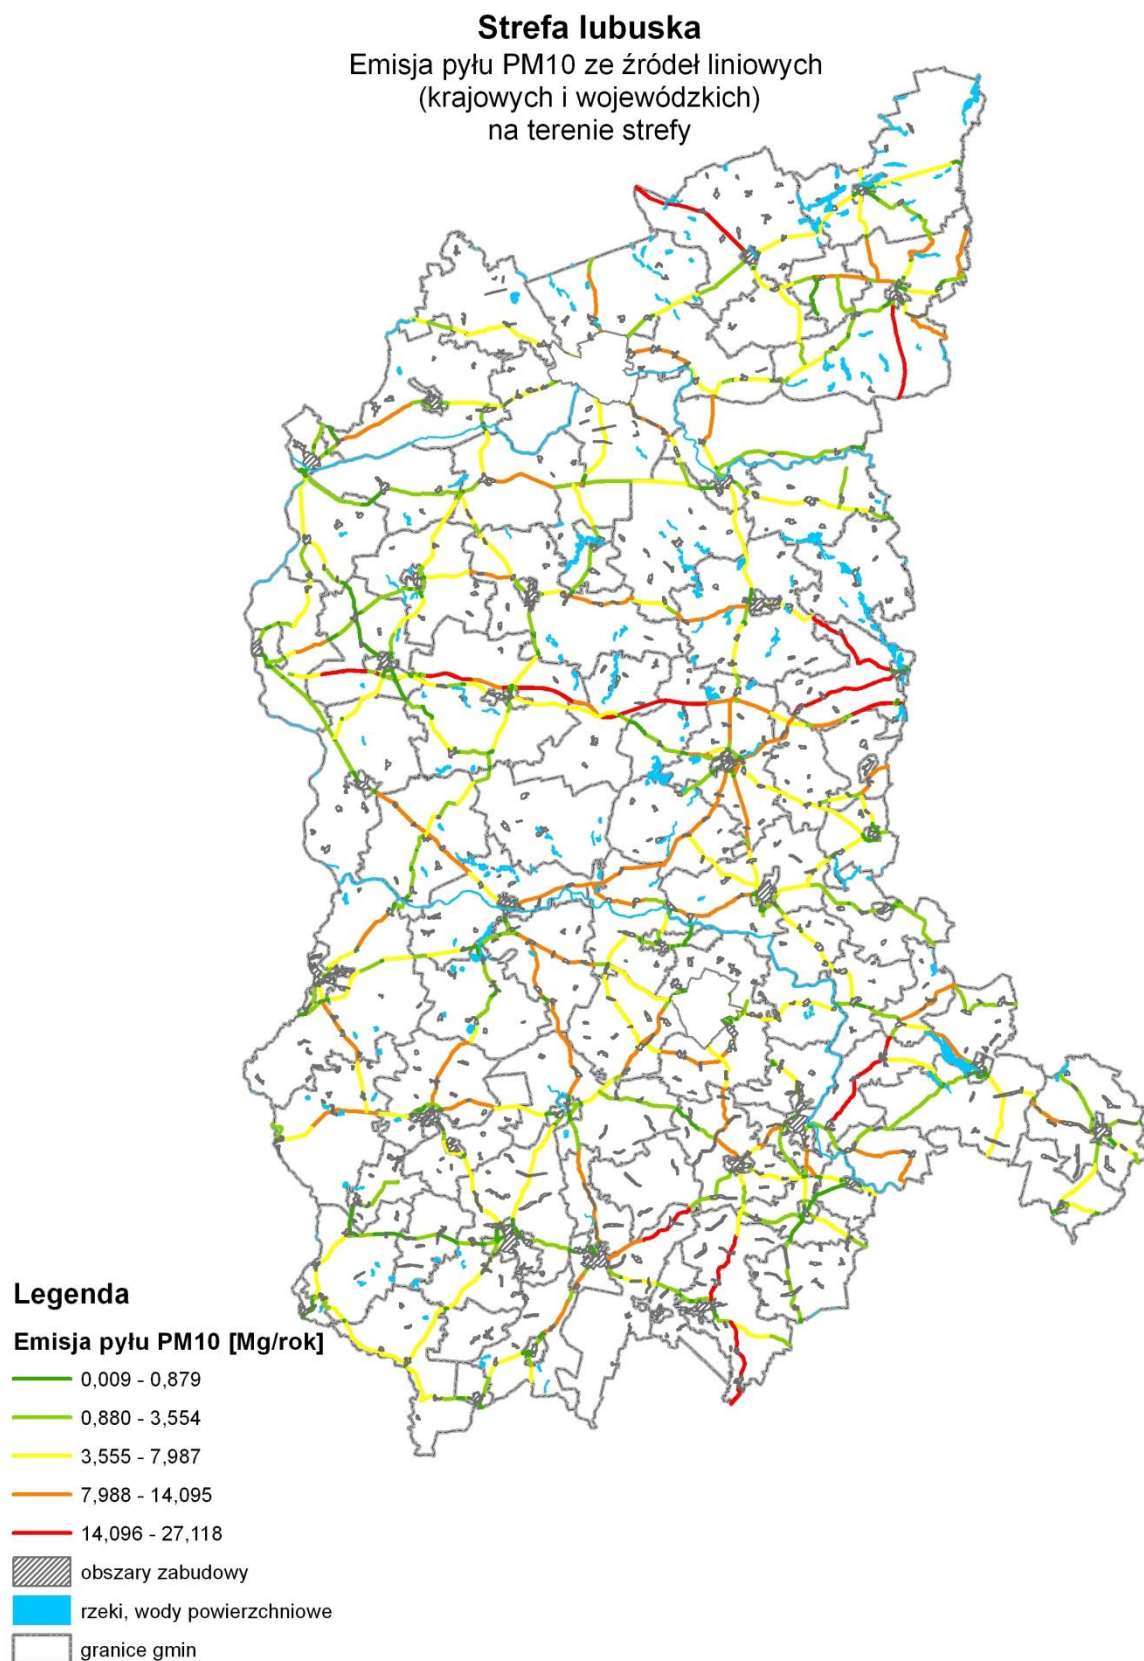 Strefa lubuska
Emisja pyłu PM10 ze źródeł liniowych
(krajowych i wojewódzkich)
na terenie strefy
Legenda
Emisja pyłu PM10 [Mg/rok]
0,009 - 0,879
0,880 - 3,554
3,555 - 7,987
7,988 - 14,095
14,096 - 27,118
obszary zabudowy
rzeki, wody powierzchniowe
granice gmin